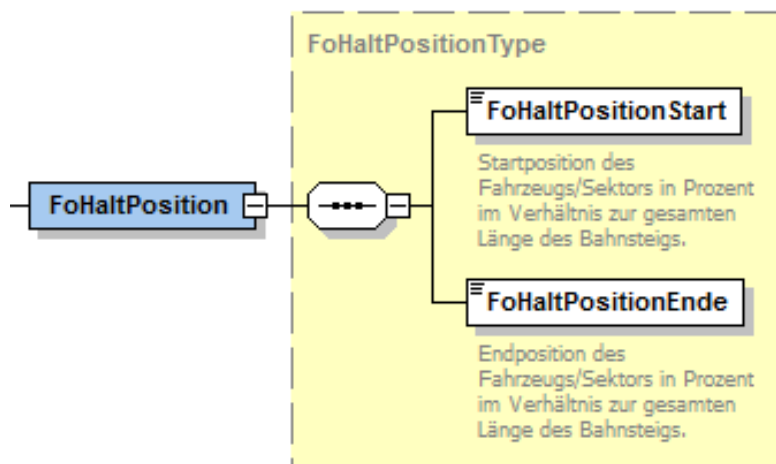 FoHaltPositionType
FoHaltPositionStart
Startposition des
Fahrzeugs/Sektors in Prozent
im Verhältnis zur gesamten
Länge des Bahnsteigs.
FoHaltPosition
FoHaltPositionEnde
Endposition des
Fahrzeugs/Sektors in Prozent
im Verhältnis zur gesamten
Länge des Bahnsteigs.